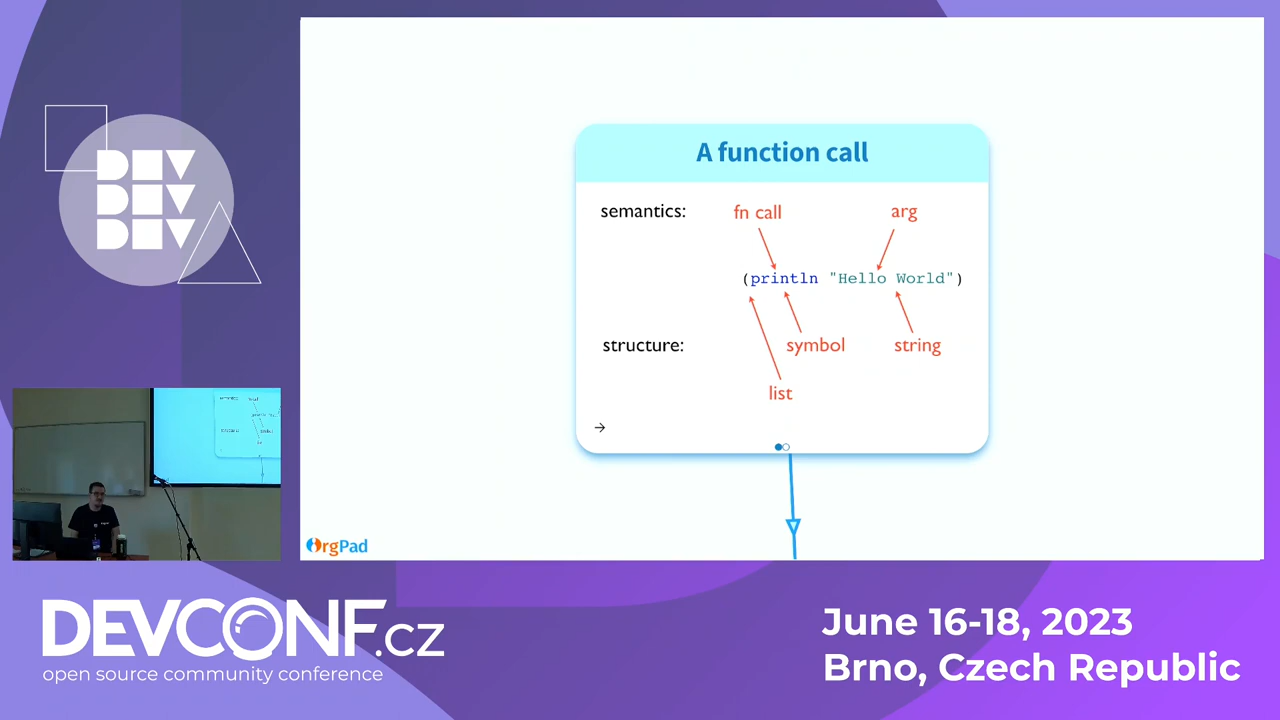 DEV
DEV
DEV
A function call
semantics:
fn call
arg
(println "Hello World")
structure:
symbol
string
list
→
OrgPad
DEVCONF.cz
open source community conference
June 16-18, 2023
Brno, Czech Republic